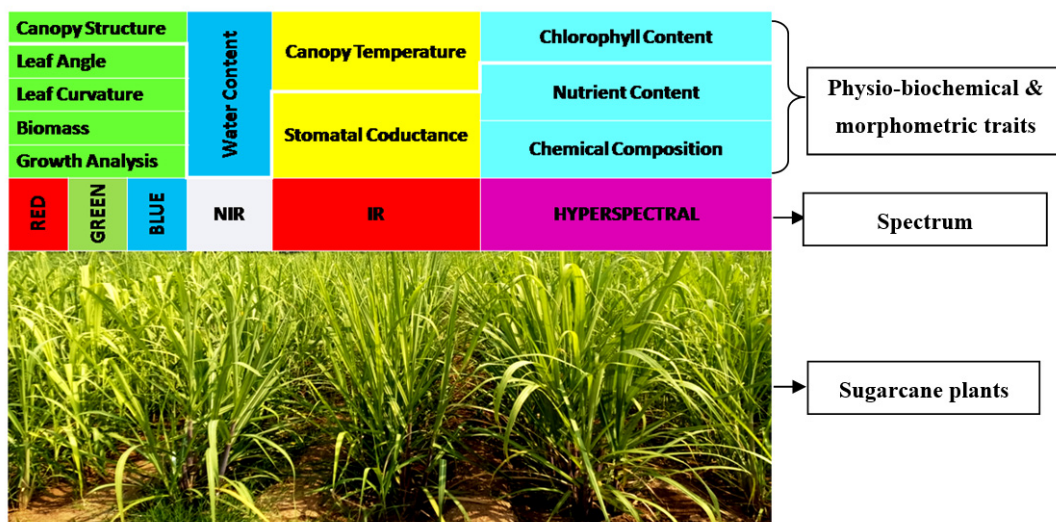 Canopy Structure
Leaf Angle
Leaf Curvature
Biomass
Growth Analysis
Water Content
Canopy Temperature
Stomatal Coductance
Chlorophyll Content
Nutrient Content
Chemical Composition
Physio-biochemical &
morphometric traits
RED
GREEN
BLUE
NIR
IR
HYPERSPECTRAL
Spectrum
Sugarcane plants